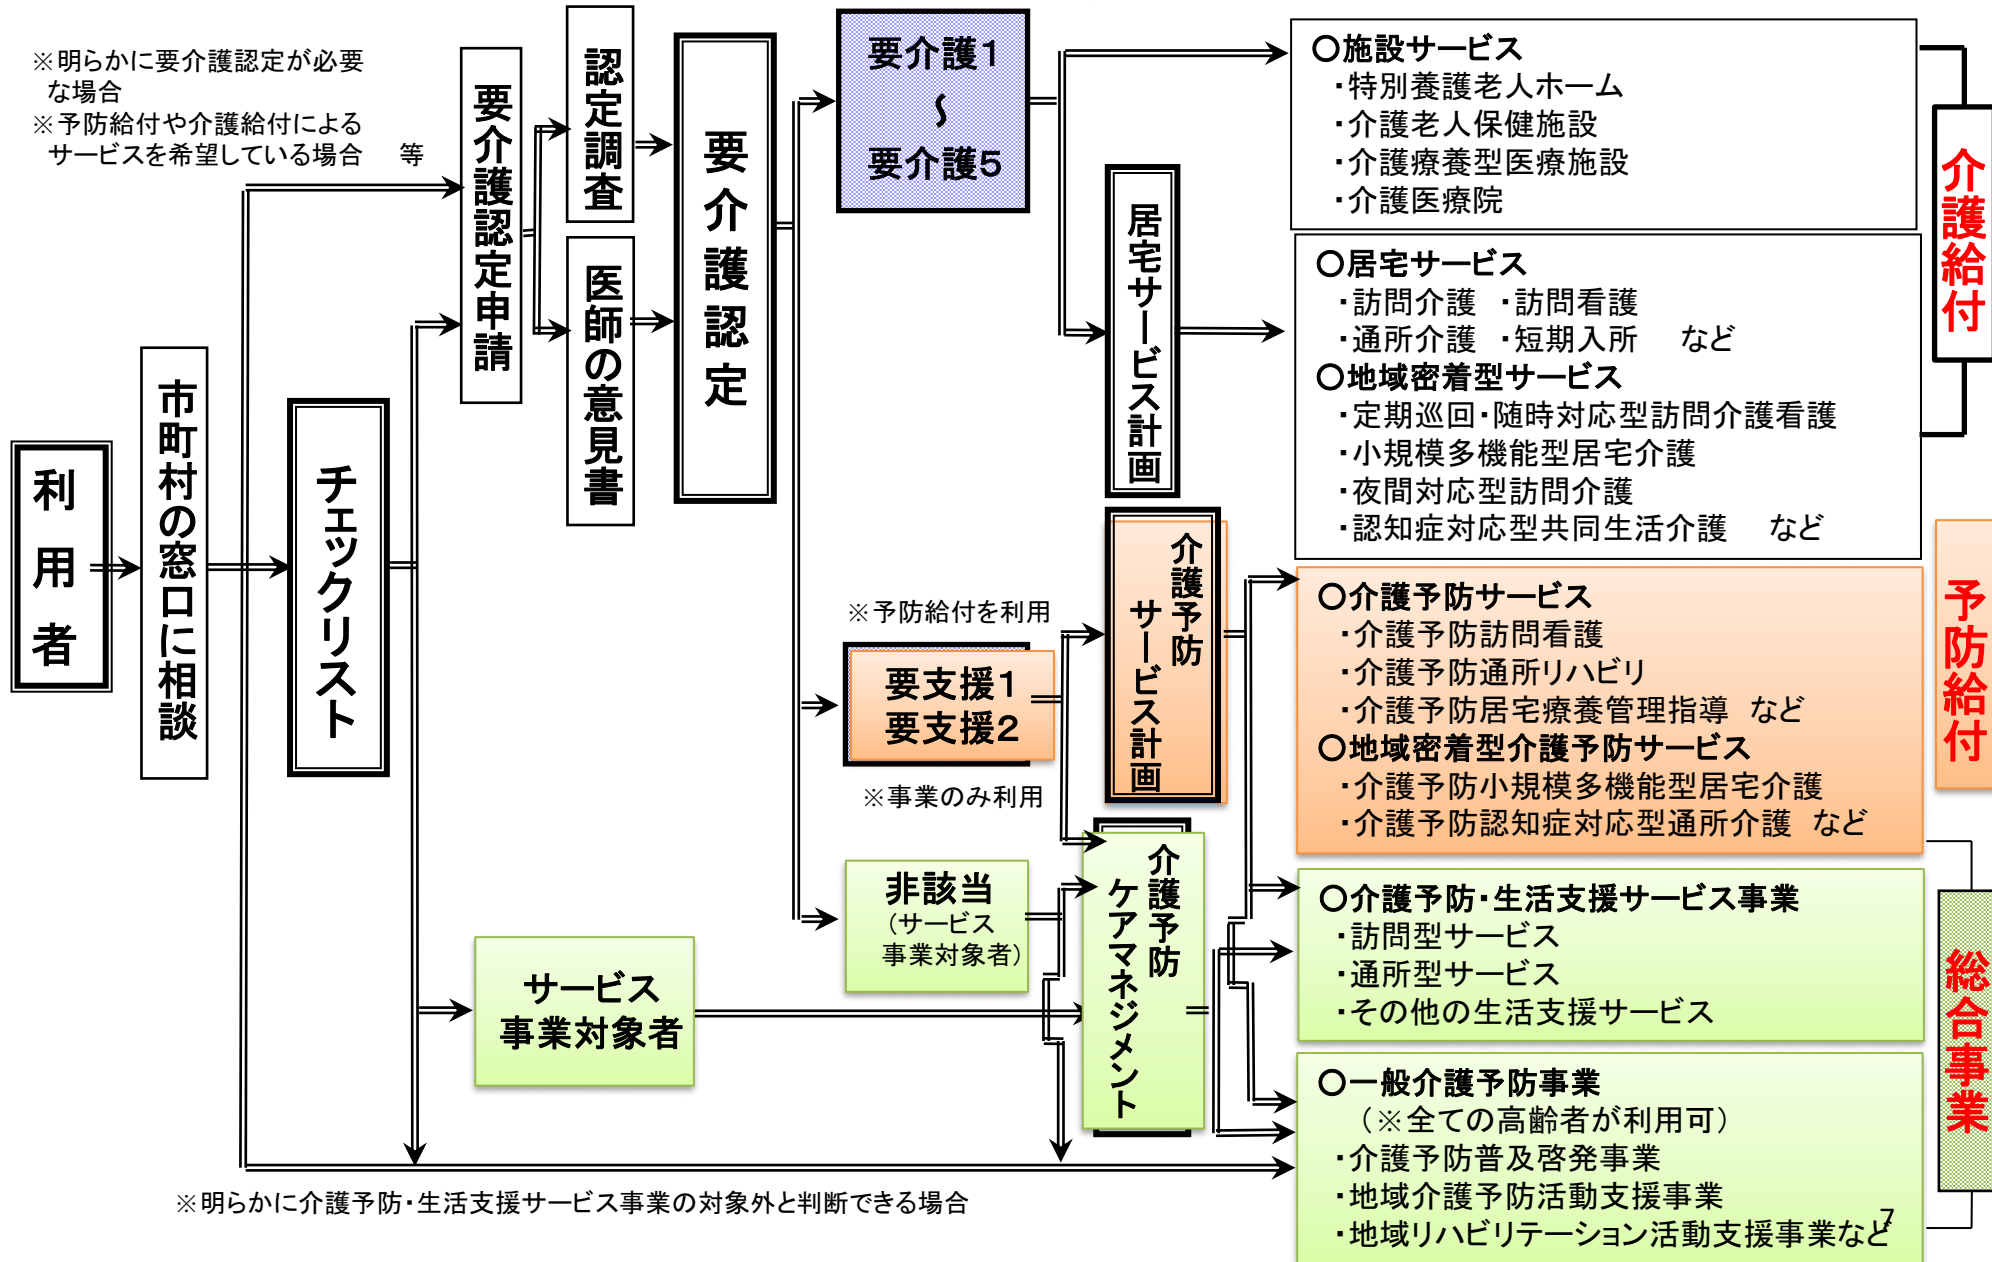 ※明らかに要介護認定が必要
な場合
※予防給付や介護給付による
サービスを希望している場合　等
利用者
市町村の窓口に相談
チェックリスト
要介護認定申請
認定調査
医師の意見書
要介護認定
要介護1
～
要介護5
※予防給付を利用
要支援1
要支援2
※事業のみ利用
非該当
（サービス
事業対象者）
サービス
事業対象者
居宅サービス計画
介護予防
サービス計画
介護予防
ケアマネジメント
○施設サービス
・特別養護老人ホーム
・介護老人保健施設
・介護療養型医療施設
・介護医療院
○居宅サービス
・訪問介護　・訪問看護
・通所介護　・短期入所　など
○地域密着型サービス
・定期巡回・随時対応型訪問介護看護
・小規模多機能型居宅介護
・夜間対応型訪問介護
・認知症対応型共同生活介護　など
○介護予防サービス
・介護予防訪問看護
・介護予防通所リハビリ
・介護予防居宅療養管理指導　など
○地域密着型介護予防サービス
・介護予防小規模多機能型居宅介護
・介護予防認知症対応型通所介護　など
○介護予防・生活支援サービス事業
・訪問型サービス
・通所型サービス
・その他の生活支援サービス
○一般介護予防事業
（※全ての高齢者が利用可）
・介護予防普及啓発事業
・地域介護予防活動支援事業
・地域リハビリテーション活動支援事業など
介護給付
予防給付
総合事業
※明らかに介護予防・生活支援サービス事業の対象外と判断できる場合
7